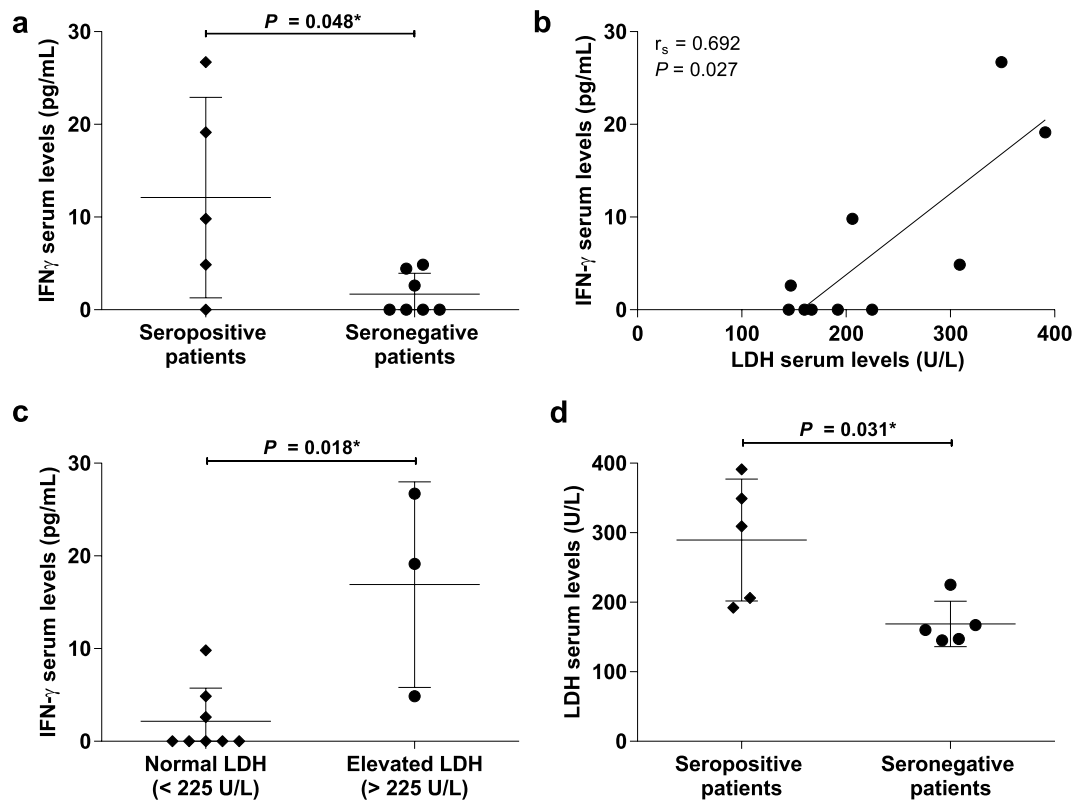 a
P = 0.048*
IFNγ serum levels (pg/mL)
30
20
10
0
Seropositive
patients
Seronegative
patients
b
rs = 0.692
P = 0.027
IFN-γ serum levels (pg/mL)
30
20
10
0
0
100
200
300
400
LDH serum levels (U/L)
c
P = 0.018*
IFN-γ serum levels (pg/mL)
30
20
10
0
Normal LDH
(< 225 U/L)
Elevated LDH
(> 225 U/L)
d
P = 0.031*
LDH serum levels (U/L)
400
300
200
100
0
Seropositive
patients
Seronegative
patients